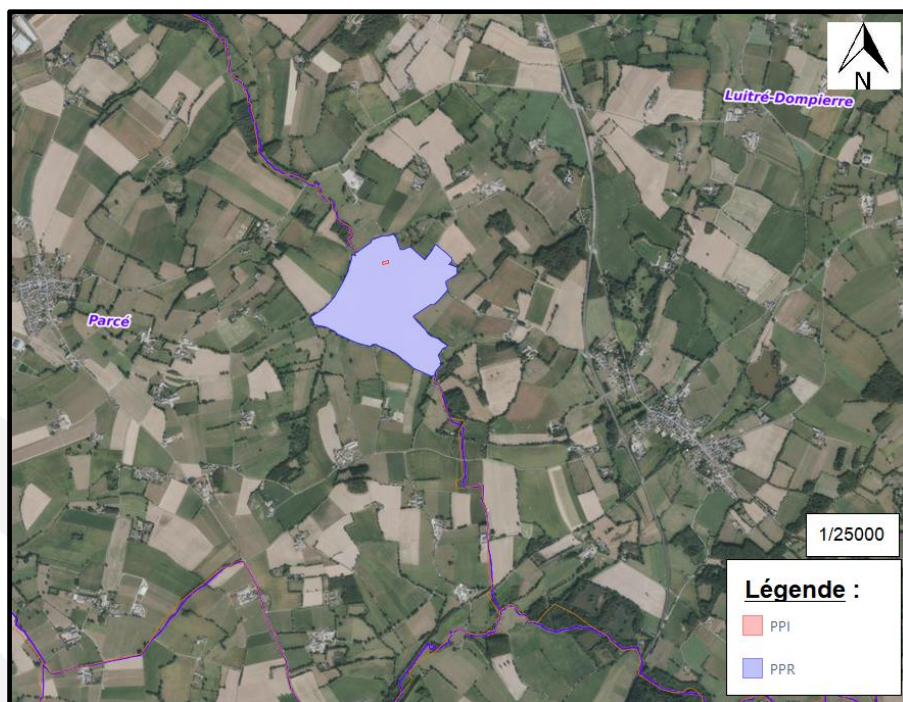 N
Luitré-Dompierre
Parcé
1/25000
Légende :
PPI
PPR